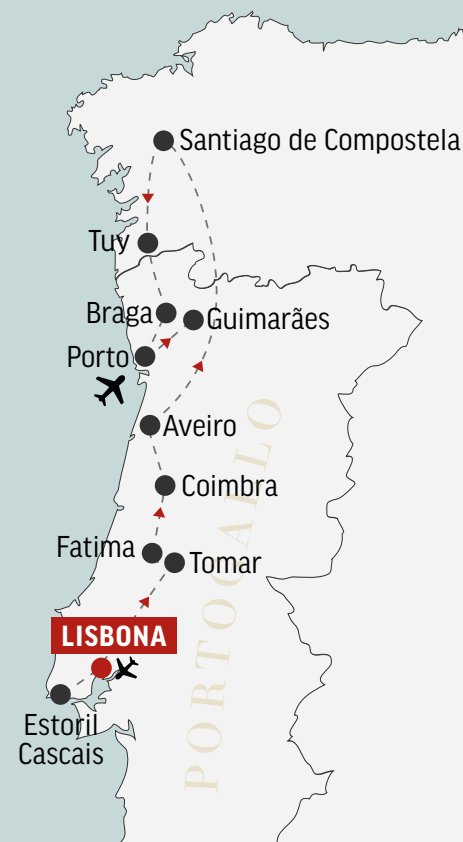 Santiago de Compostela
Tuy
Braga
Guimarães
Porto
Aveiro
Coimbra
Fatima
Tomar
LISBONA
Estoril
Cascais
PORTOGALLO